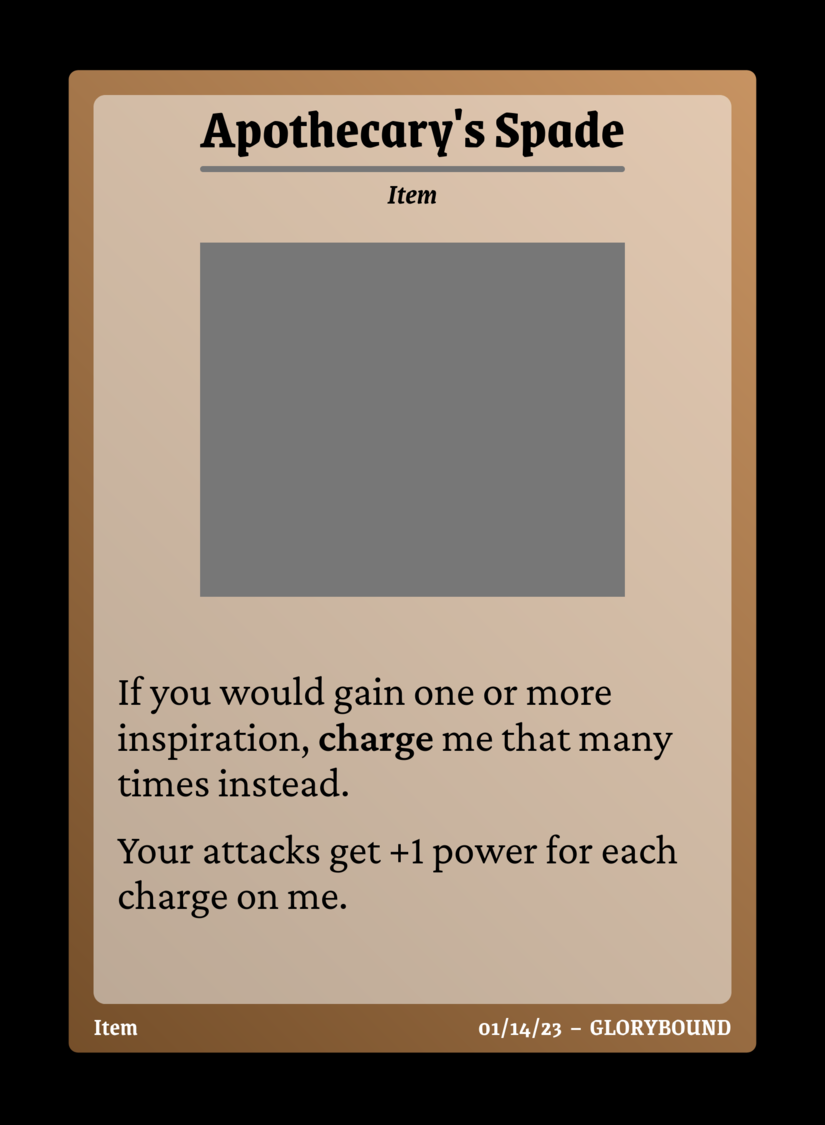 Apothecary's Spade
Item
If you would gain one or more
inspiration, charge me that many
times instead.
Your attacks get +1 power for each
charge on me.
Item
01/14/23 – GLORYBOUND